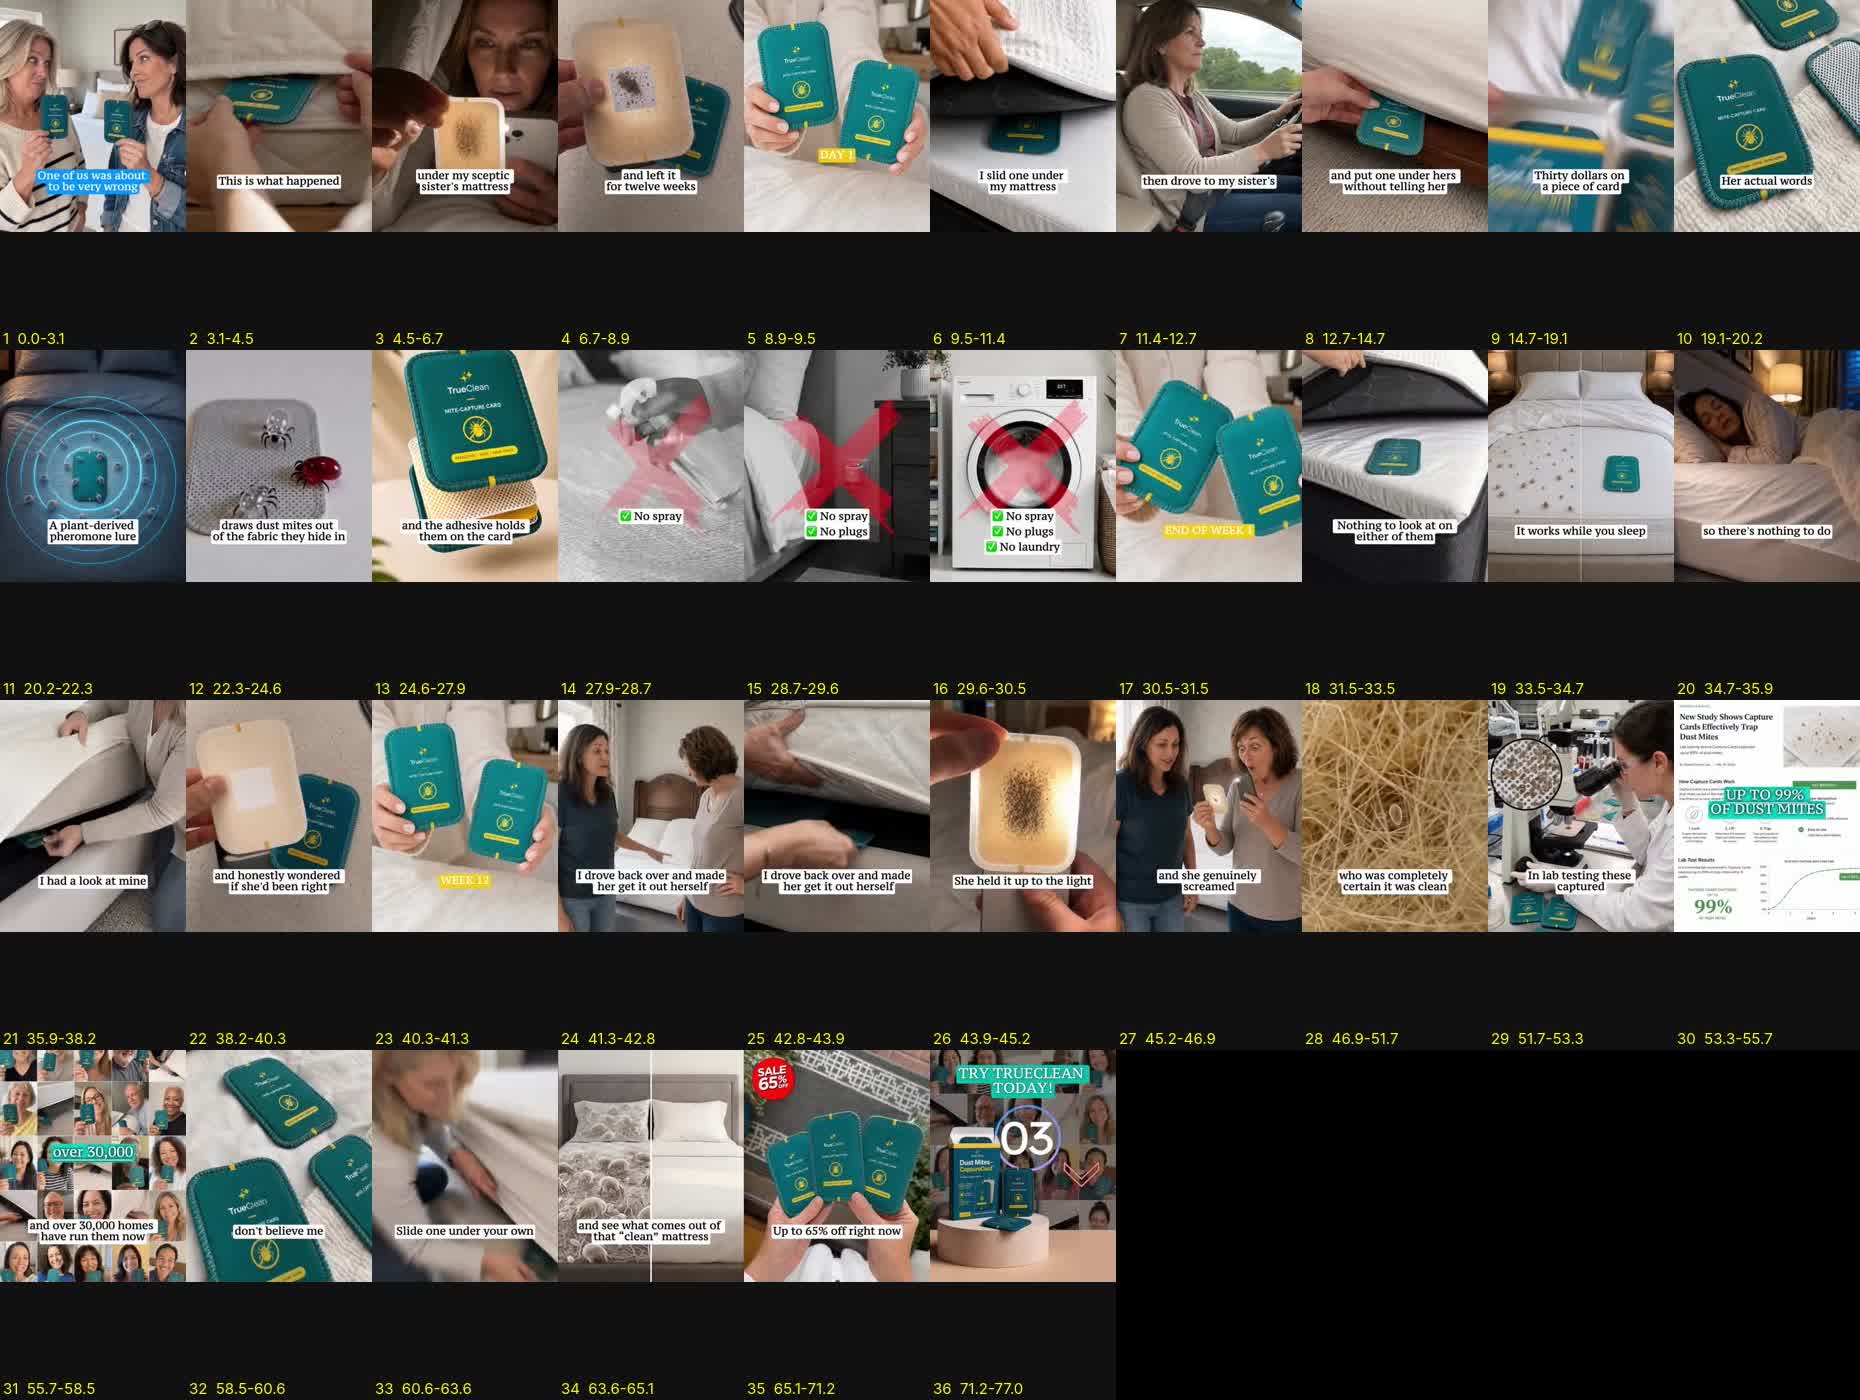 One of us was about
to be very wrong
This is what happened
under my sceptic
sister's mattress
and left it
for twelve weeks
DAY 1
I slid one under
my mattress
then drove to my sister's
and put one under hers
without telling her
Thirty dollars on
a piece of card
TrueClean
MITE-CAPTURE CARD
Her actual words
1 0.0-3.1
2 3.1-4.5
3 4.5-6.7
4 6.7-8.9
5 8.9-9.5
6 9.5-11.4
7 11.4-12.7
8 12.7-14.7
9 14.7-19.1
10 19.1-20.2
A plant-derived
pheromone lure
draws dust mites out
of the fabric they hide in
TrueClean
MITE-CAPTURE CARD
and the adhesive holds
them on the card
✅ No spray
✅ No spray
✅ No plugs
✅ No spray
✅ No plugs
✅ No laundry
END OF WEEK 1
Nothing to look at on
either of them
It works while you sleep
so there's nothing to do
11 20.2-22.3
12 22.3-24.6
13 24.6-27.9
14 27.9-28.7
15 28.7-29.6
16 29.6-30.5
17 30.5-31.5
18 31.5-33.5
19 33.5-34.7
20 34.7-35.9
I had a look at mine
and honestly wondered
if she'd been right
WEEK 12
I drove back over and made
her get it out herself
I drove back over and made
her get it out herself
She held it up to the light
and she genuinely
screamed
who was completely
certain it was clean
In lab testing these
captured
New Study Shows Capture
Cards Effectively Trap
Dust Mites
How Capture Cards Work
UP TO 99%
OF DUST MITES
Lab Test Results
99%
21 35.9-38.2
22 38.2-40.3
23 40.3-41.3
24 41.3-42.8
25 42.8-43.9
26 43.9-45.2
27 45.2-46.9
28 46.9-51.7
29 51.7-53.3
30 53.3-55.7
over 30,000
and over 30,000 homes
have run them now
TrueClean
don't believe me
Slide one under your own
and see what comes out of
that “clean” mattress
SALE
65%
OFF
Up to 65% off right now
TRY TRUECLEAN
TODAY!
03
Dust Mites-
CaptureCard
31 55.7-58.5
32 58.5-60.6
33 60.6-63.6
34 63.6-65.1
35 65.1-71.2
36 71.2-77.0